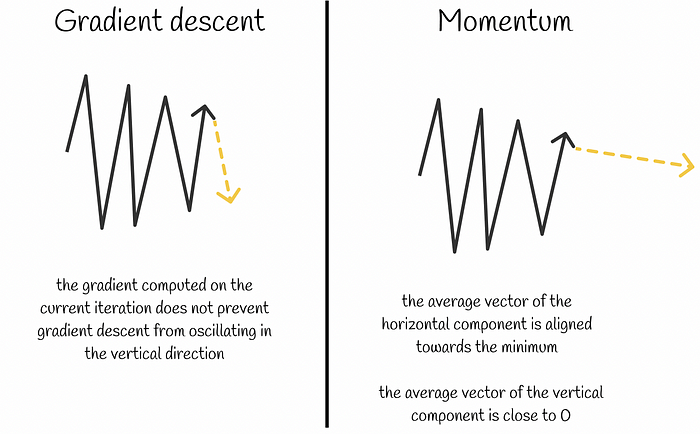 Gradient descent
the gradient computed on the
current iteration does not prevent
gradient descent from oscillating in
the vertical direction
Momentum
the average vector of the
horizontal component is aligned
towards the minimum
the average vector of the vertical
component is close to 0